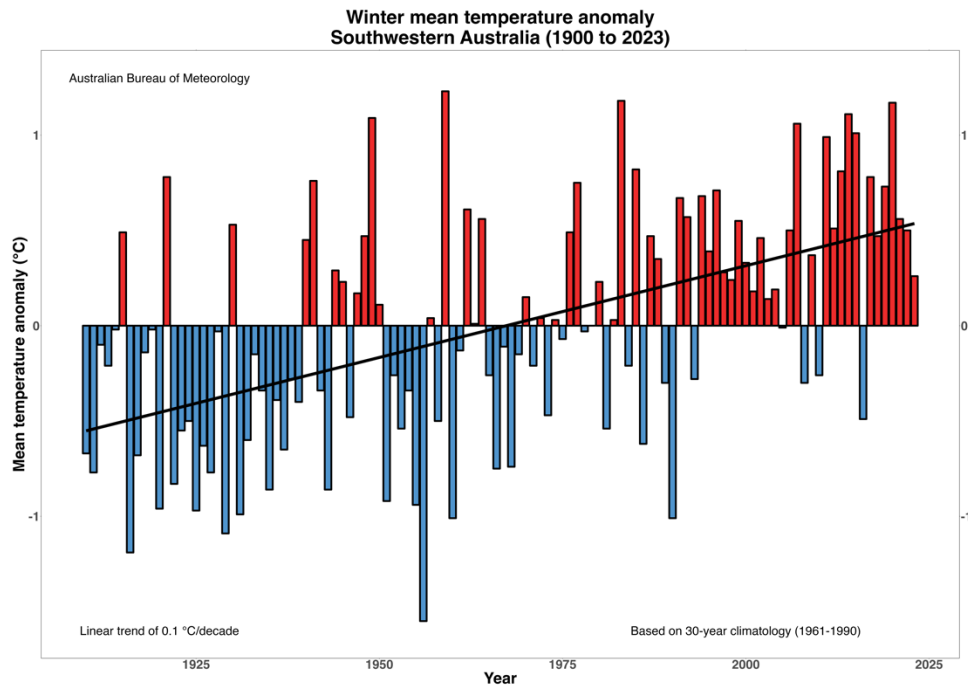 Winter mean temperature anomaly
Southwestern Australia (1900 to 2023)
Australian Bureau of Meteorology
Mean temperature anomaly (°C)
1
0
-1
1
0
-1
Linear trend of 0.1 °C/decade
Based on 30-year climatology (1961-1990)
1925
1950
1975
2000
2025
Year